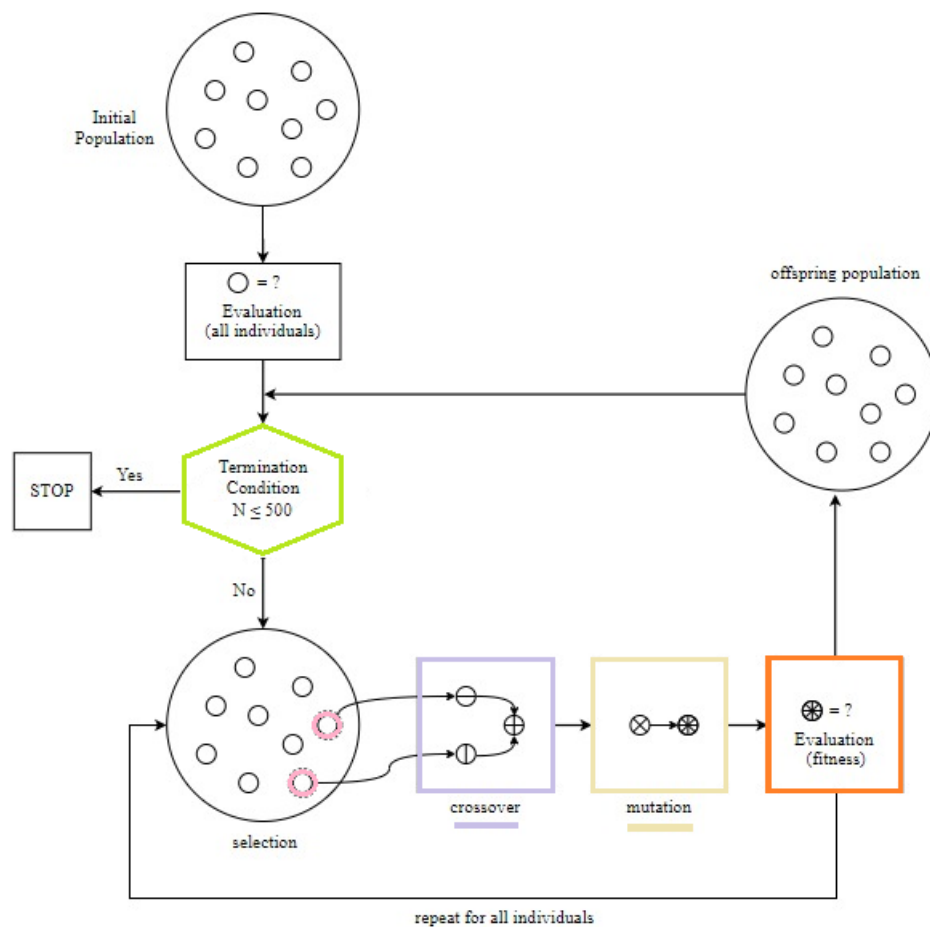 Initial
Population
= ?
Evaluation
(all individuals)
offspring population
Termination
Condition
N ≤ 500
Yes
STOP
No
selection
crossover
mutation
= ?
Evaluation
(fitness)
repeat for all individuals